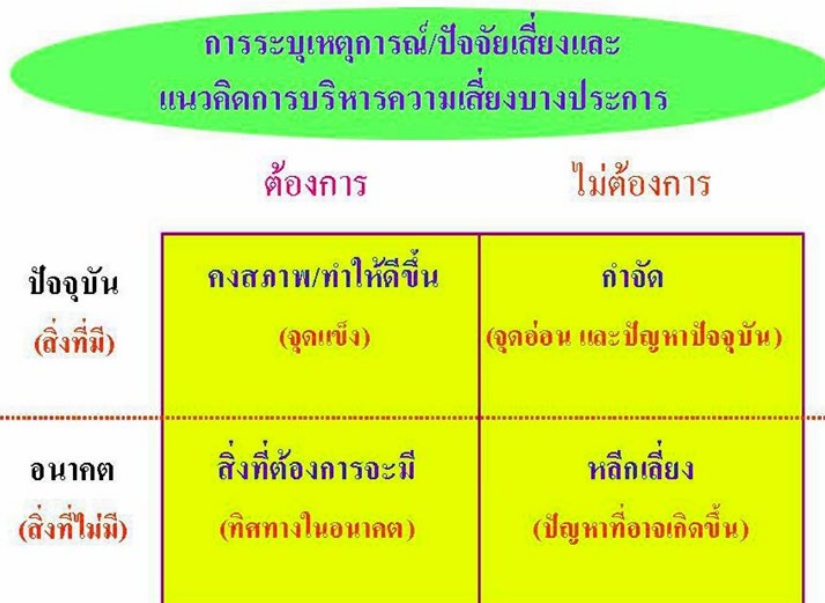 การระบุเหตุการณ์/ปัจจัยเสี่ยงและ
แนวคิดการบริหารความเสี่ยงบางประการ
ต้องการ ไม่ต้องการ
ปัจจุบัน คงสภาพ/ทำให้ดีขึ้น กำจัด
(สิ่งที่มี) (จุดแข็ง) (จุดอ่อน และปัญหาปัจจุบัน)
อนาคต สิ่งที่ต้องการจะมี หลีกเลี่ยง
(สิ่งที่ไม่มี) (ทิศทางในอนาคต) (ปัญหาที่อาจเกิดขึ้น)